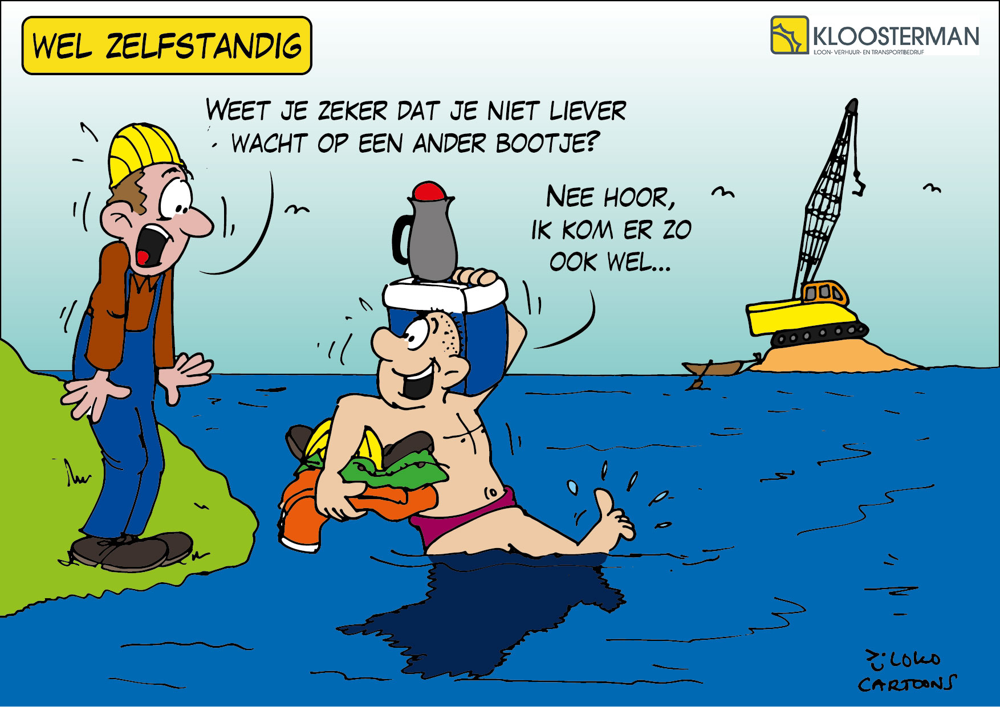 WEL ZELFSTANDIG
KLOOSTERMAN
LOON- VERHUUR- EN TRANSPORTBEDRIJF
WEET JE ZEKER DAT JE NIET LIEVER
WACHT OP EEN ANDER BOOTJE?
NEE HOOR,
IK KOM ER ZO
OOK WEL...
LOKO
CARTOONS